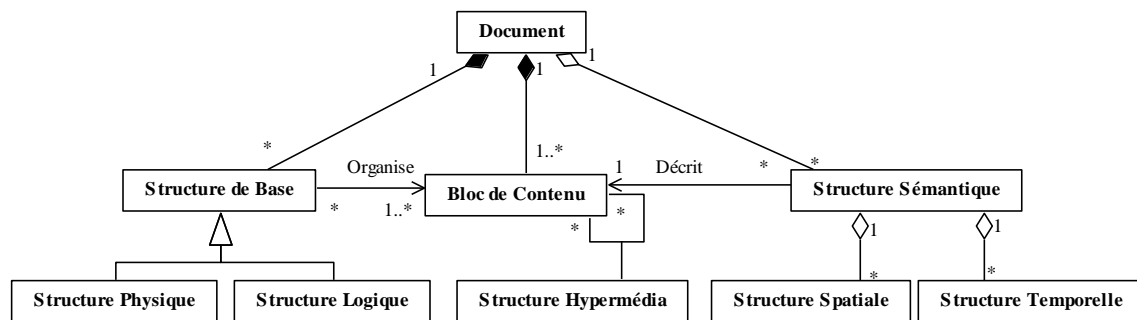 Document
1
1
1
*
1..*
*
*
Organise
1
Décrit
Structure de Base
Bloc de Contenu
Structure Sémantique
*
1..*
*
*
1
1
*
*
Structure Physique
Structure Logique
Structure Hypermédia
Structure Spatiale
Structure Temporelle